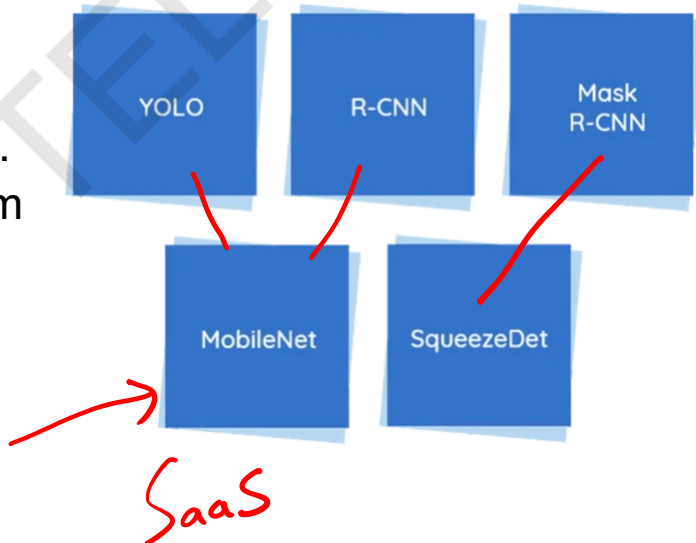 YOLO
R-CNN
Mask
R-CNN
.
m
MobileNet
SqueezeDet
SaaS